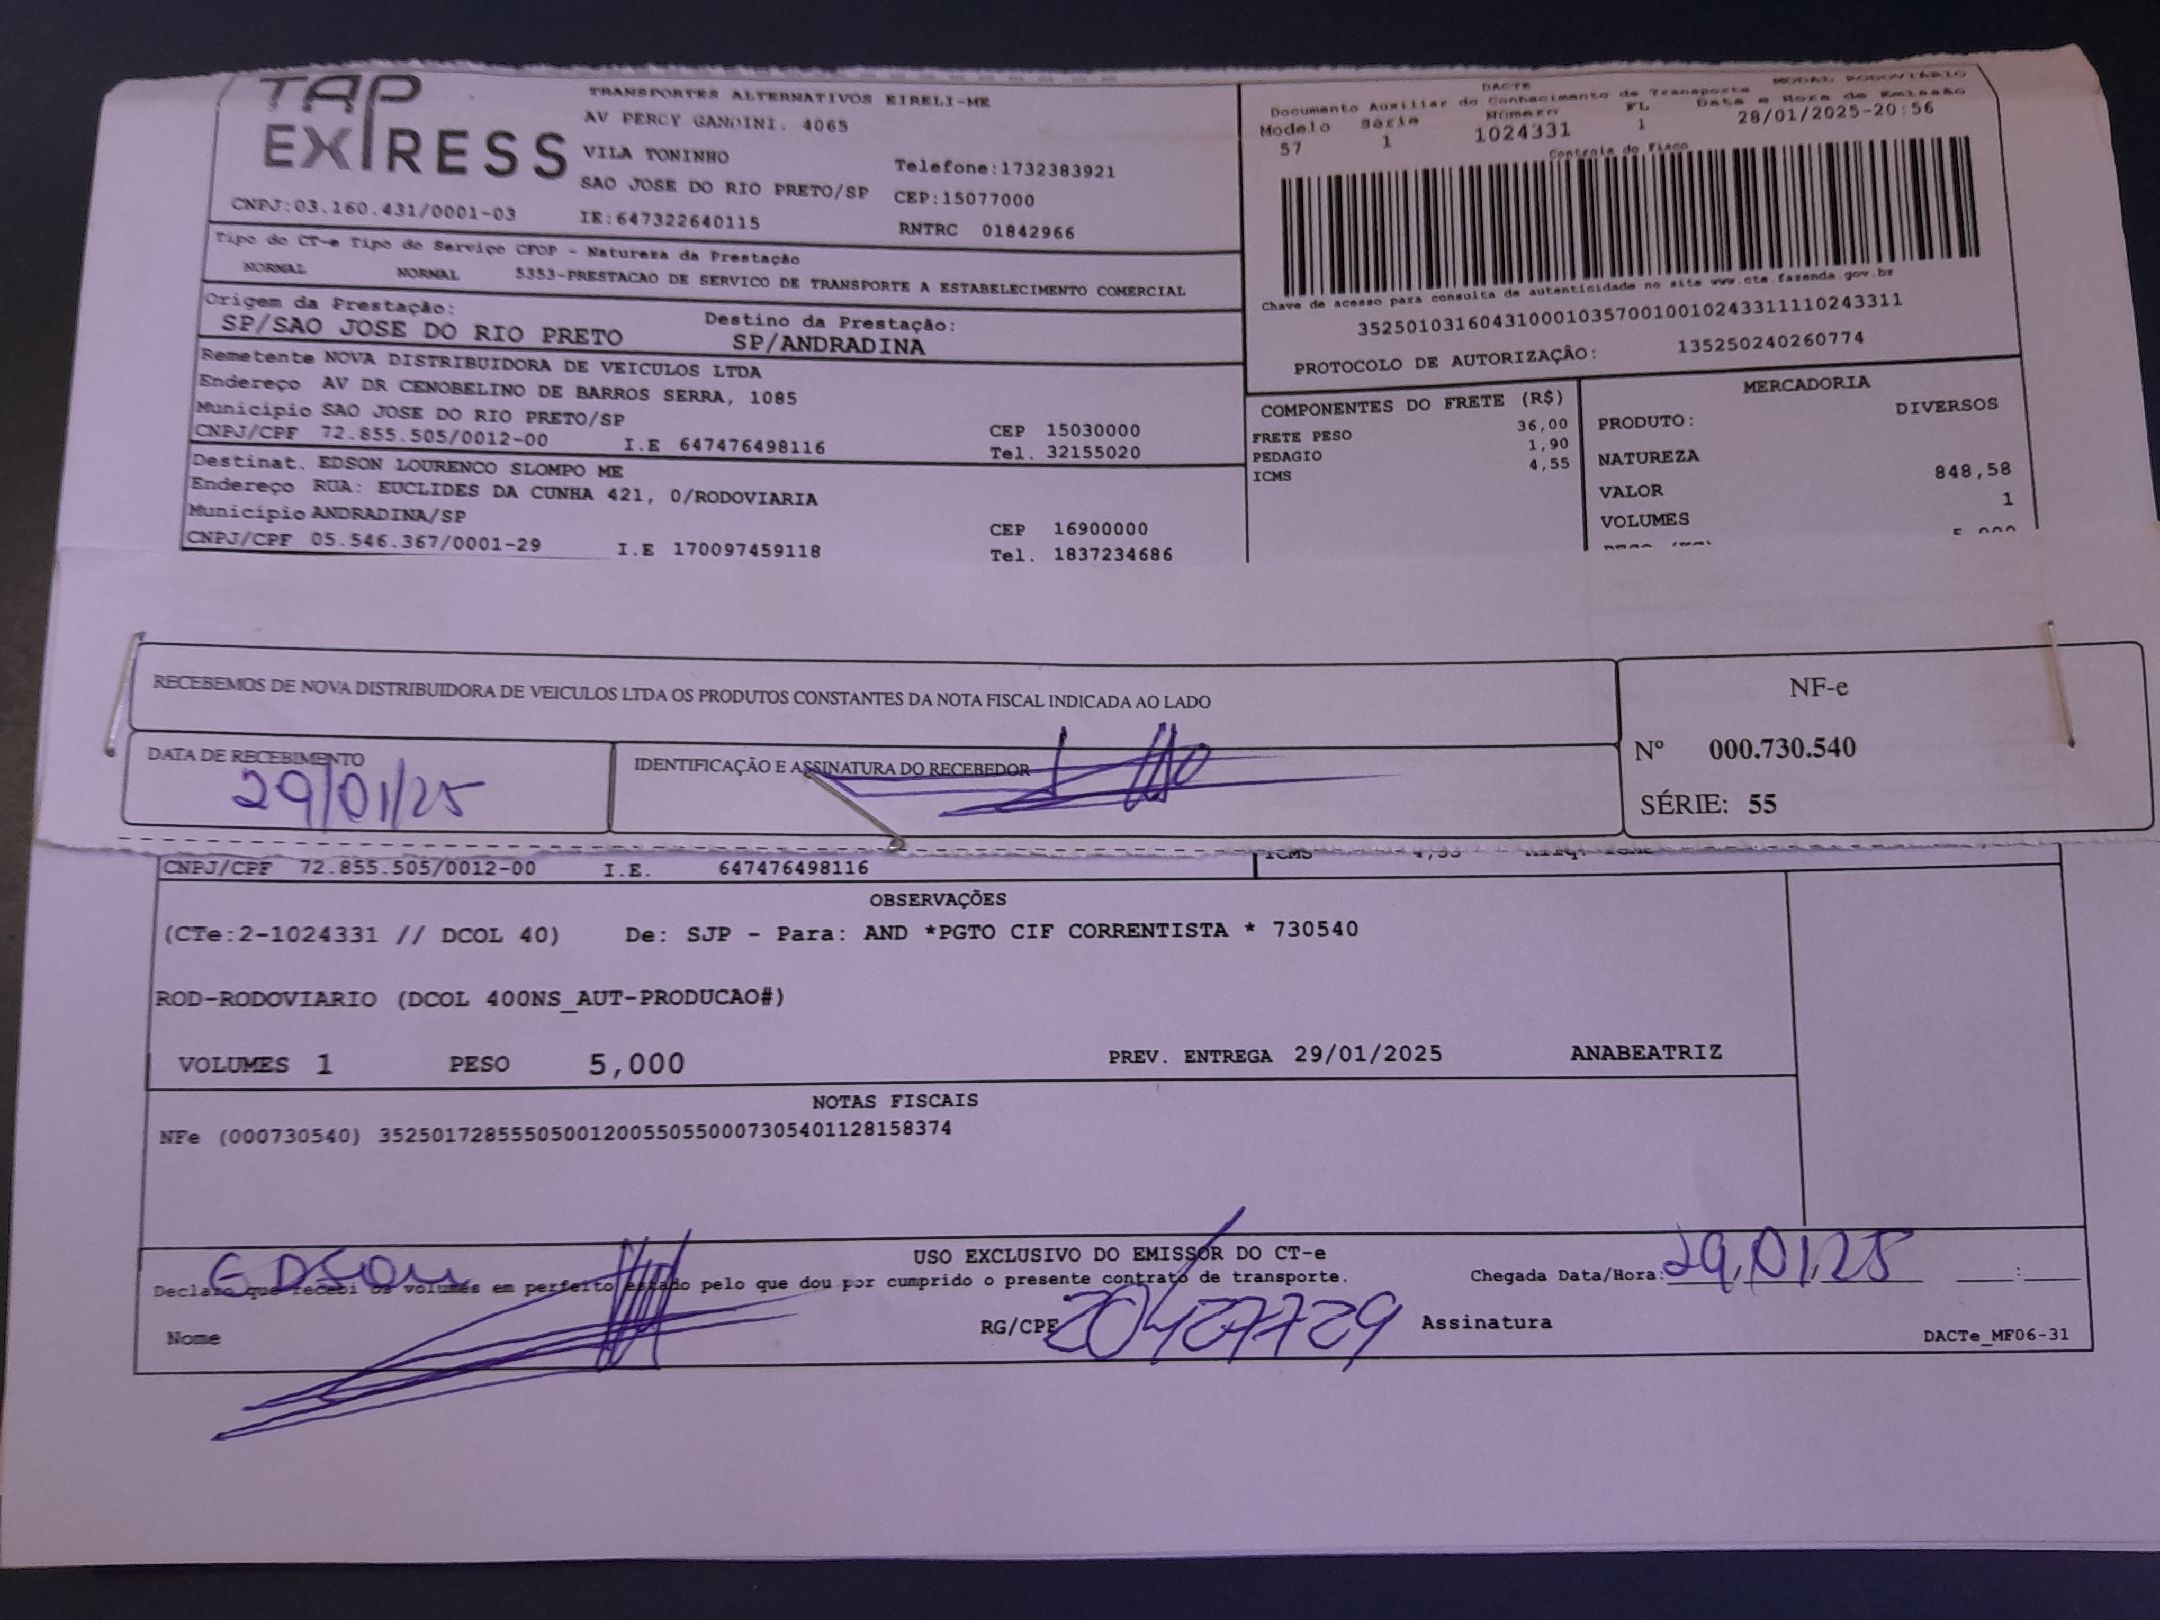 TAP EXPRESS
TRANSPORTES ALTERNATIVOS EIRELI-ME
AV PERCY GANDINI. 4065
VILA TONINHO
Telefone:1732383921
SAO JOSE DO RIO PRETO/SP CEP:15077000
CNPJ:03.160.431/0001-03 IE:647322640115 RNTRC 01842966
DACTE MODAL RODOVIÁRIO
Documento Auxiliar do Conhecimento de Transporte
Modelo Série Número FL Data e Hora de Emissão
57 1 1024331 1 28/01/2025-20:56
Controle do Fisco
Chave de acesso para consulta de autenticidade no site www.cte.fazenda.gov.br
35250103160431000103570010010243311110243311
PROTOCOLO DE AUTORIZAÇÃO: 135250240260774
Tipo do CT-e Tipo do Serviço CFOP - Natureza da Prestação
NORMAL NORMAL 5353-PRESTACAO DE SERVICO DE TRANSPORTE A ESTABELECIMENTO COMERCIAL
Origem da Prestação: Destino da Prestação:
SP/SAO JOSE DO RIO PRETO SP/ANDRADINA
Remetente NOVA DISTRIBUIDORA DE VEICULOS LTDA
Endereço AV DR CENOBELINO DE BARROS SERRA, 1085
Municipio SAO JOSE DO RIO PRETO/SP CEP 15030000
CNPJ/CPF 72.855.505/0012-00 I.E 647476498116 Tel. 32155020
Destinat. EDSON LOURENCO SLOMPO ME
Endereço RUA: EUCLIDES DA CUNHA 421, 0/RODOVIARIA
Municipio ANDRADINA/SP CEP 16900000
CNPJ/CPF 05.546.367/0001-29 I.E 170097459118 Tel. 1837234686
COMPONENTES DO FRETE (R$)
FRETE PESO 36,00
PEDAGIO 1,90
ICMS 4,55
MERCADORIA
PRODUTO: DIVERSOS
NATUREZA
VALOR 848,58
VOLUMES 1
RECEBEMOS DE NOVA DISTRIBUIDORA DE VEICULOS LTDA OS PRODUTOS CONSTANTES DA NOTA FISCAL INDICADA AO LADO
DATA DE RECEBIMENTO
29/01/25
IDENTIFICAÇÃO E ASSINATURA DO RECEBEDOR
NF-e
Nº 000.730.540
SÉRIE: 55
CNPJ/CPF 72.855.505/0012-00 I.E. 647476498116
OBSERVAÇÕES
(CTe:2-1024331 // DCOL 40) De: SJP - Para: AND *PGTO CIF CORRENTISTA * 730540
ROD-RODOVIARIO (DCOL 400NS_AUT-PRODUCAO#)
VOLUMES 1 PESO 5,000 PREV. ENTREGA 29/01/2025 ANABEATRIZ
NOTAS FISCAIS
NFe (000730540) 35250172855505001200550550007305401128158374
USO EXCLUSIVO DO EMISSOR DO CT-e
EDSON
Declaro que recebi os volumes em perfeito estado pelo que dou por cumprido o presente contrato de transporte.
Chegada Data/Hora: 29,01,25 :
Nome RG/CPF 20427729 Assinatura
DACTe_MF06-31